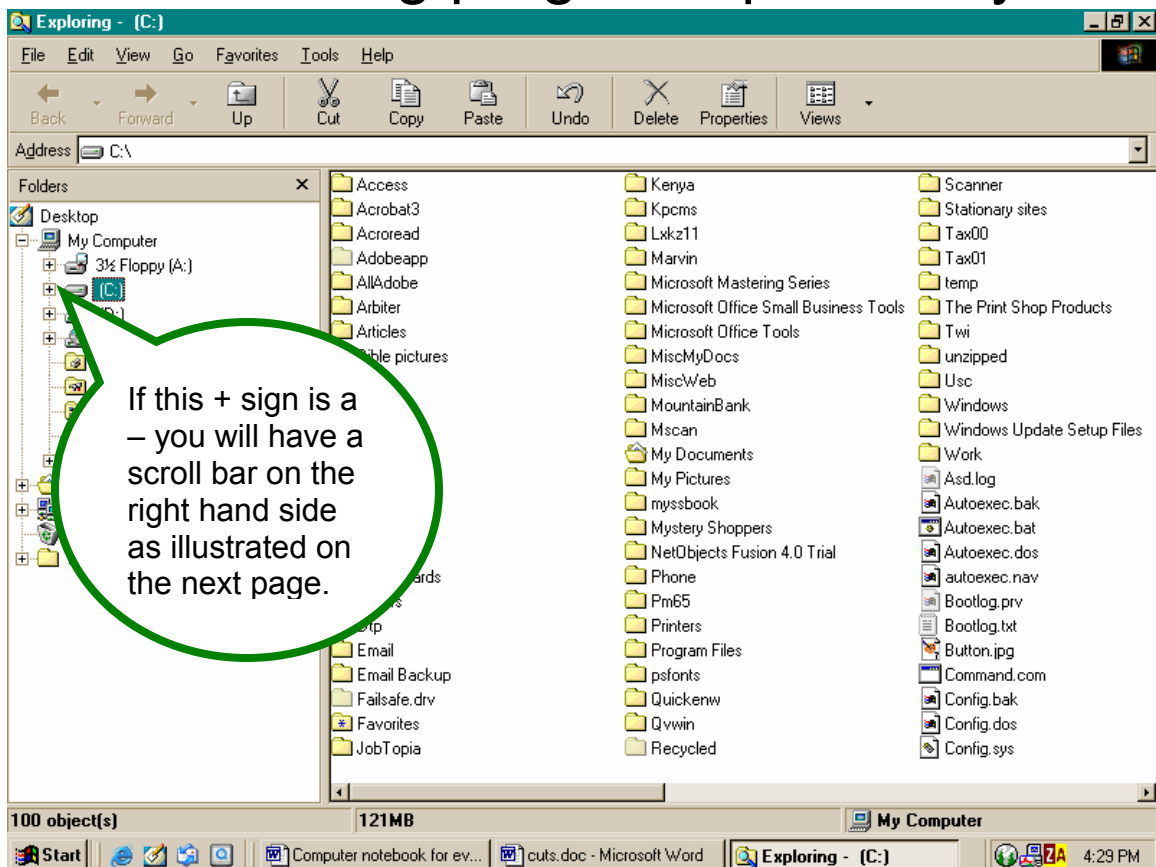 Exploring - (C:)
File Edit View Go Favorites Tools Help
Back Forward Up Cut Copy Paste Undo Delete Properties Views
Address C:\
Folders
Desktop
My Computer
3½ Floppy (A:)
(C:)
If this + sign is a
– you will have a
scroll bar on the
right hand side
as illustrated on
the next page.
Access
Acrobat3
Acroread
Adobeapp
AllAdobe
Arbiter
Articles
Bible pictures
Email
Email Backup
Failsafe.drv
Favorites
JobTopia
Kenya
Kpcms
Lxkz11
Marvin
Microsoft Mastering Series
Microsoft Office Small Business Tools
Microsoft Office Tools
MiscMyDocs
MiscWeb
MountainBank
Mscan
My Documents
My Pictures
myssbook
Mystery Shoppers
NetObjects Fusion 4.0 Trial
Phone
Pm65
Printers
Program Files
psfonts
Quickenw
Qvwin
Recycled
Scanner
Stationary sites
Tax00
Tax01
temp
The Print Shop Products
Twi
unzipped
Usc
Windows
Windows Update Setup Files
Work
Asd.log
Autoexec.bak
Autoexec.bat
Autoexec.dos
autoexec.nav
Bootlog.prv
Bootlog.txt
Button.jpg
Command.com
Config.bak
Config.dos
Config.sys
100 object(s) 121MB My Computer
Start Computer notebook for ev... cuts.doc - Microsoft Word Exploring - (C:) ZA 4:29 PM